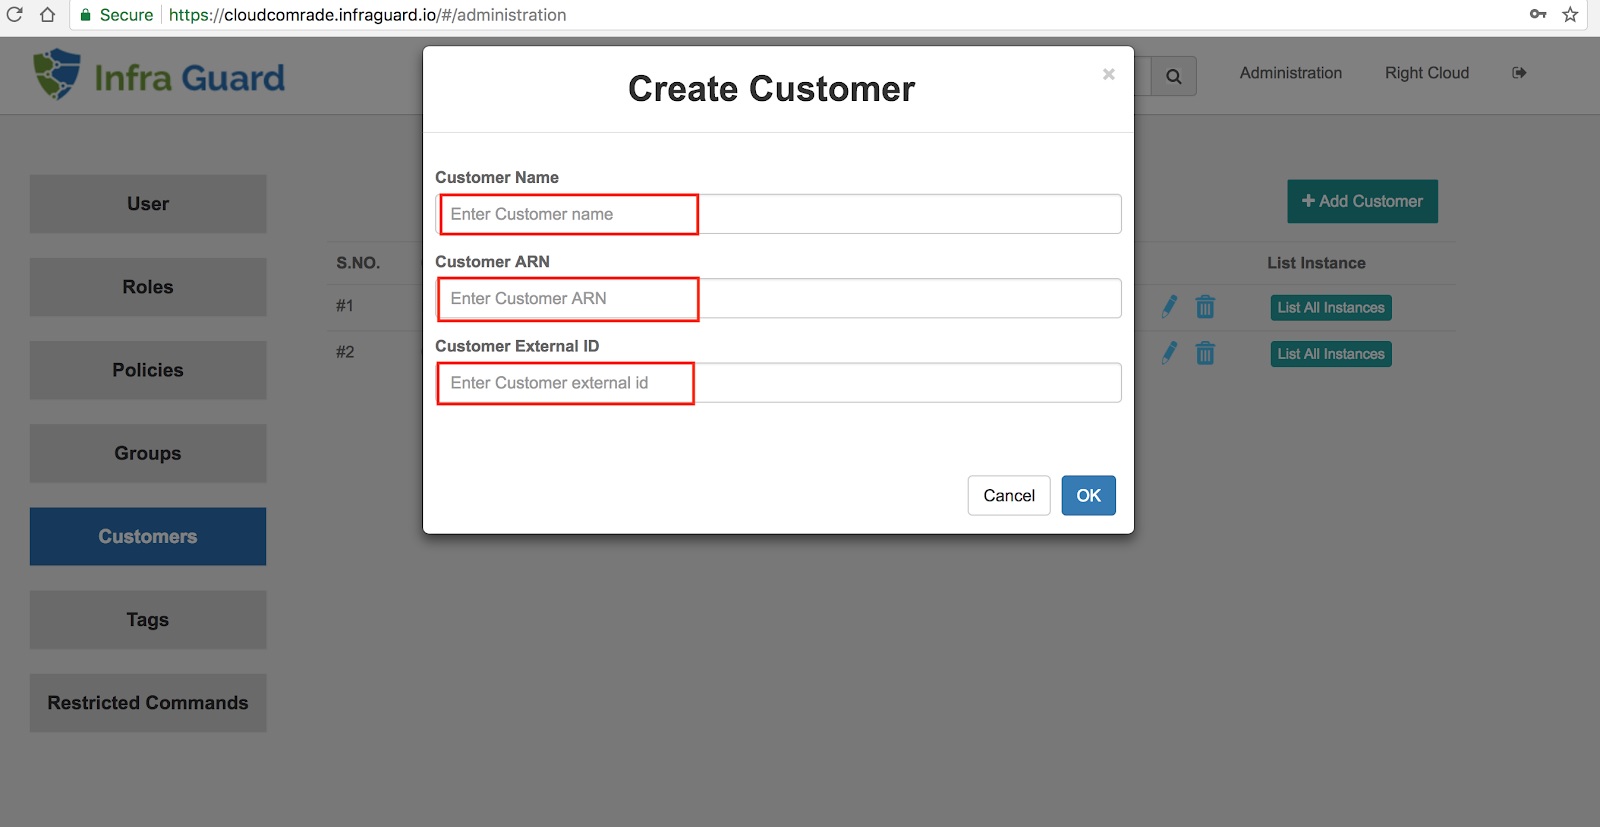 Secure https://cloudcomrade.infraguard.io/#/administration
Infra Guard
Administration
Right Cloud
Create Customer
×
Customer Name
Enter Customer name
Customer ARN
Enter Customer ARN
Customer External ID
Enter Customer external id
Cancel
OK
User
Roles
Policies
Groups
Customers
Tags
Restricted Commands
+ Add Customer
S.NO.
List Instance
#1
List All Instances
#2
List All Instances